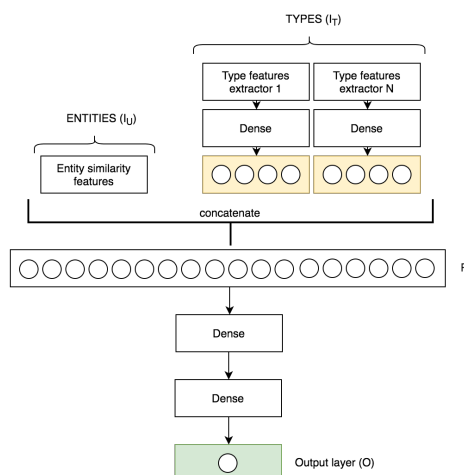 TYPES (I_T)
Type features
extractor 1
Type features
extractor N
ENTITIES (I_U)
Dense
Dense
Entity similarity
features
concatenate
Dense
Dense
Output layer (O)